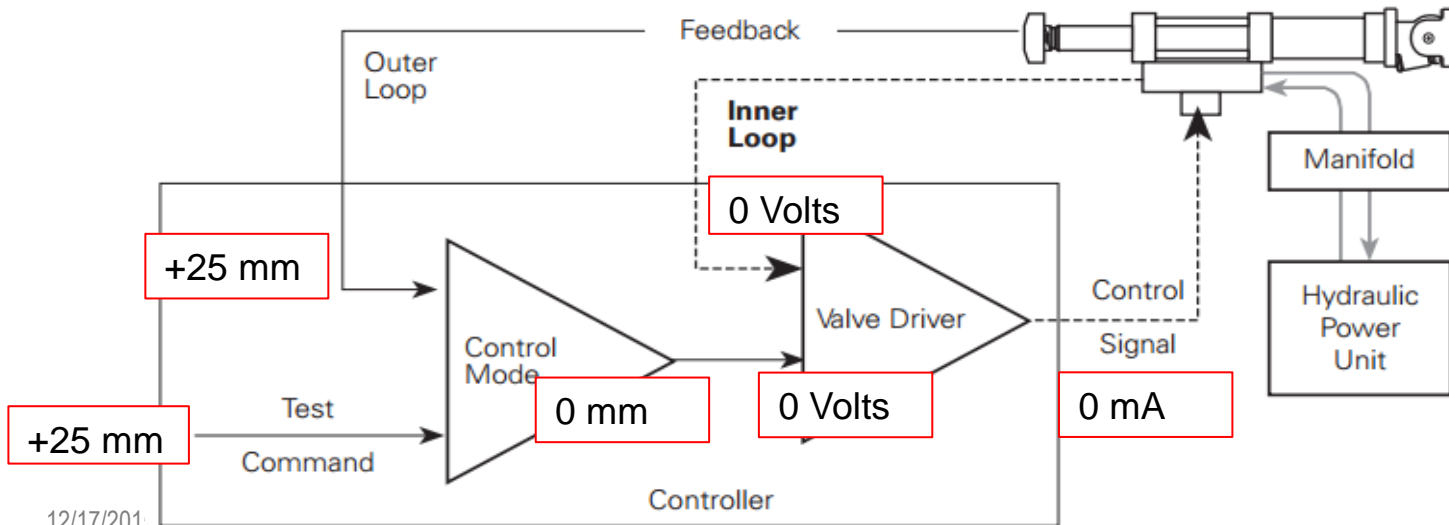 Feedback
Outer
Loop
Inner
Loop
Manifold
0 Volts
+25 mm
Control
Signal
Hydraulic
Power
Unit
Valve Driver
Control
Mode
0 mm
0 Volts
0 mA
Test
Command
+25 mm
Controller